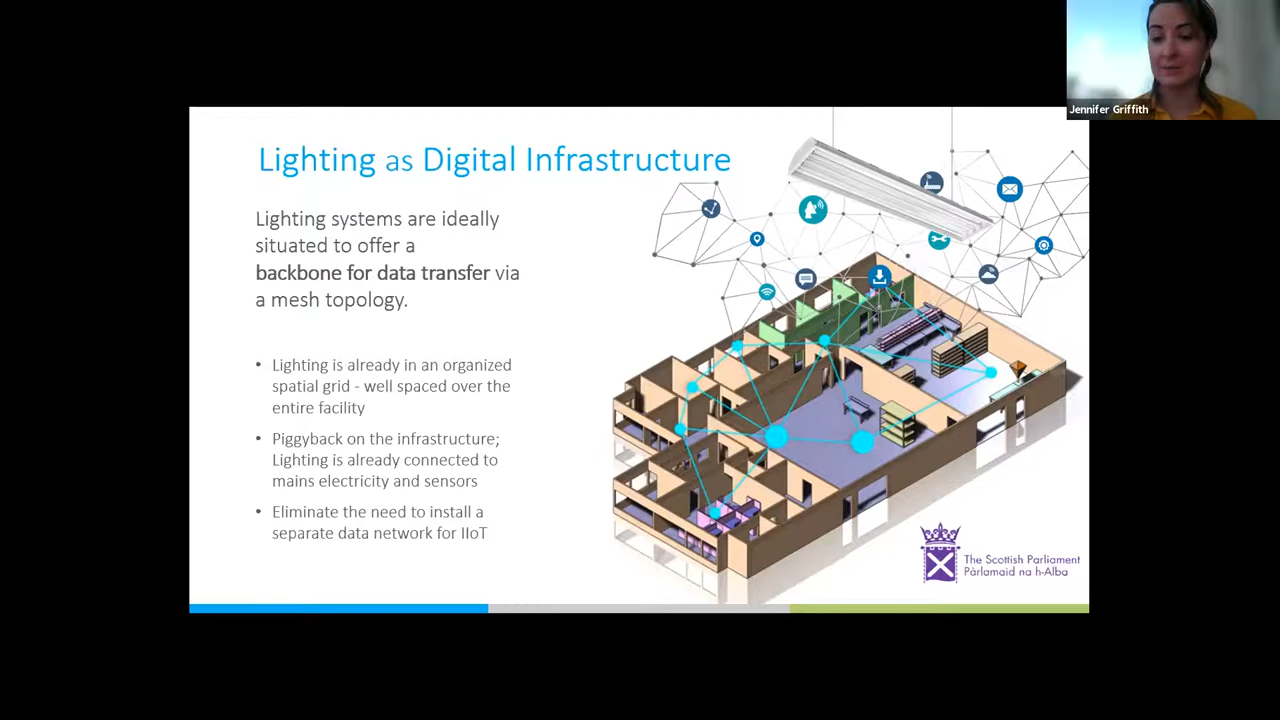 Jennifer Griffith
Lighting as Digital Infrastructure
Lighting systems are ideally
situated to offer a
backbone for data transfer via
a mesh topology.
• Lighting is already in an organized
spatial grid - well spaced over the
entire facility
• Piggyback on the infrastructure;
Lighting is already connected to
mains electricity and sensors
• Eliminate the need to install a
separate data network for IIoT
The Scottish Parliament
Pàrlamaid na h-Alba